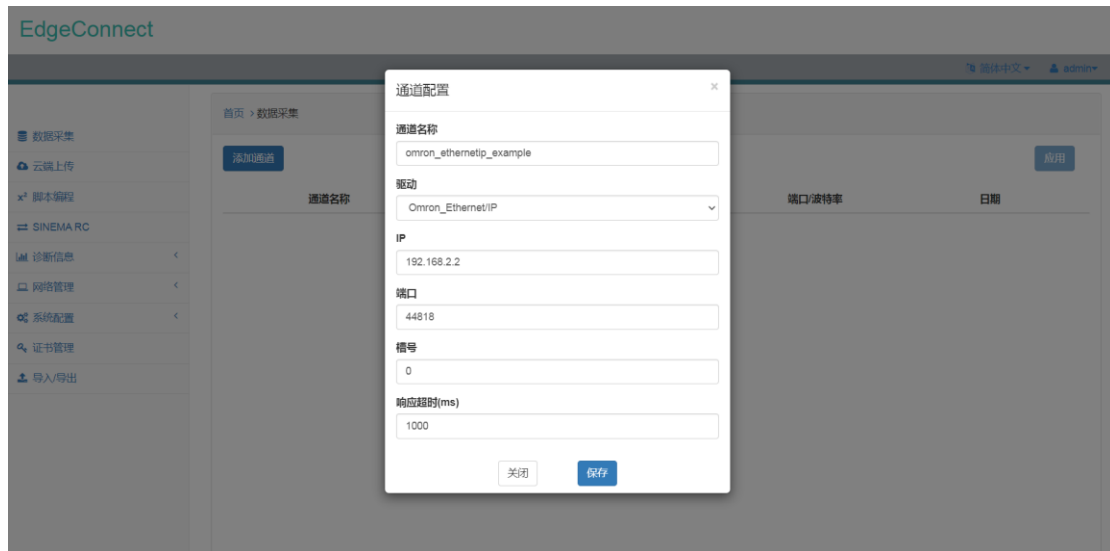 EdgeConnect
简体中文
admin
首页 > 数据采集
数据采集
云端上传
x² 脚本编程
SINEMA RC
诊断信息
网络管理
系统配置
证书管理
导入/导出
添加通道
应用
通道名称
端口/波特率
日期
通道配置
×
通道名称
omron_ethernetip_example
驱动
Omron_Ethernet/IP
IP
192.168.2.2
端口
44818
槽号
0
响应超时(ms)
1000
关闭
保存